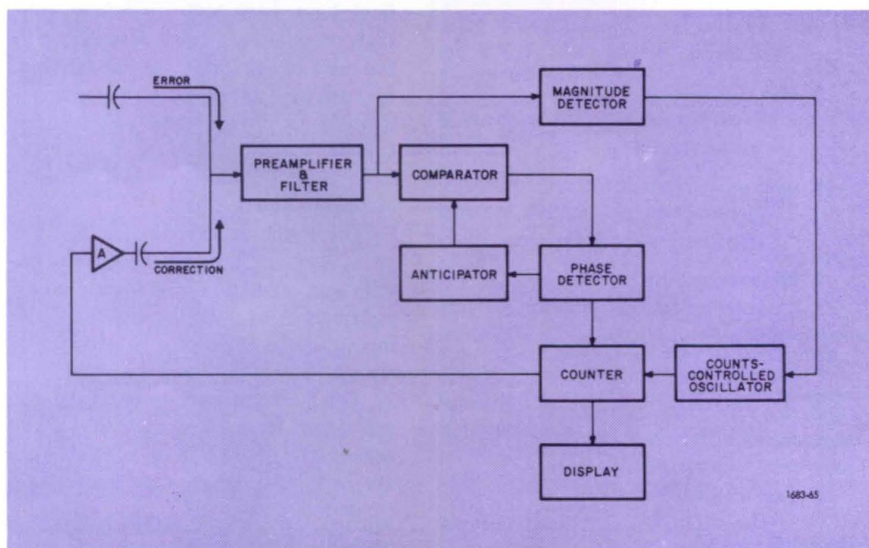 ERROR
MAGNITUDE
DETECTOR
PREAMPLIFIER
&
FILTER
COMPARATOR
A
CORRECTION
ANTICIPATOR
PHASE
DETECTOR
COUNTER
COUNTS-
CONTROLLED
OSCILLATOR
DISPLAY
1683-65